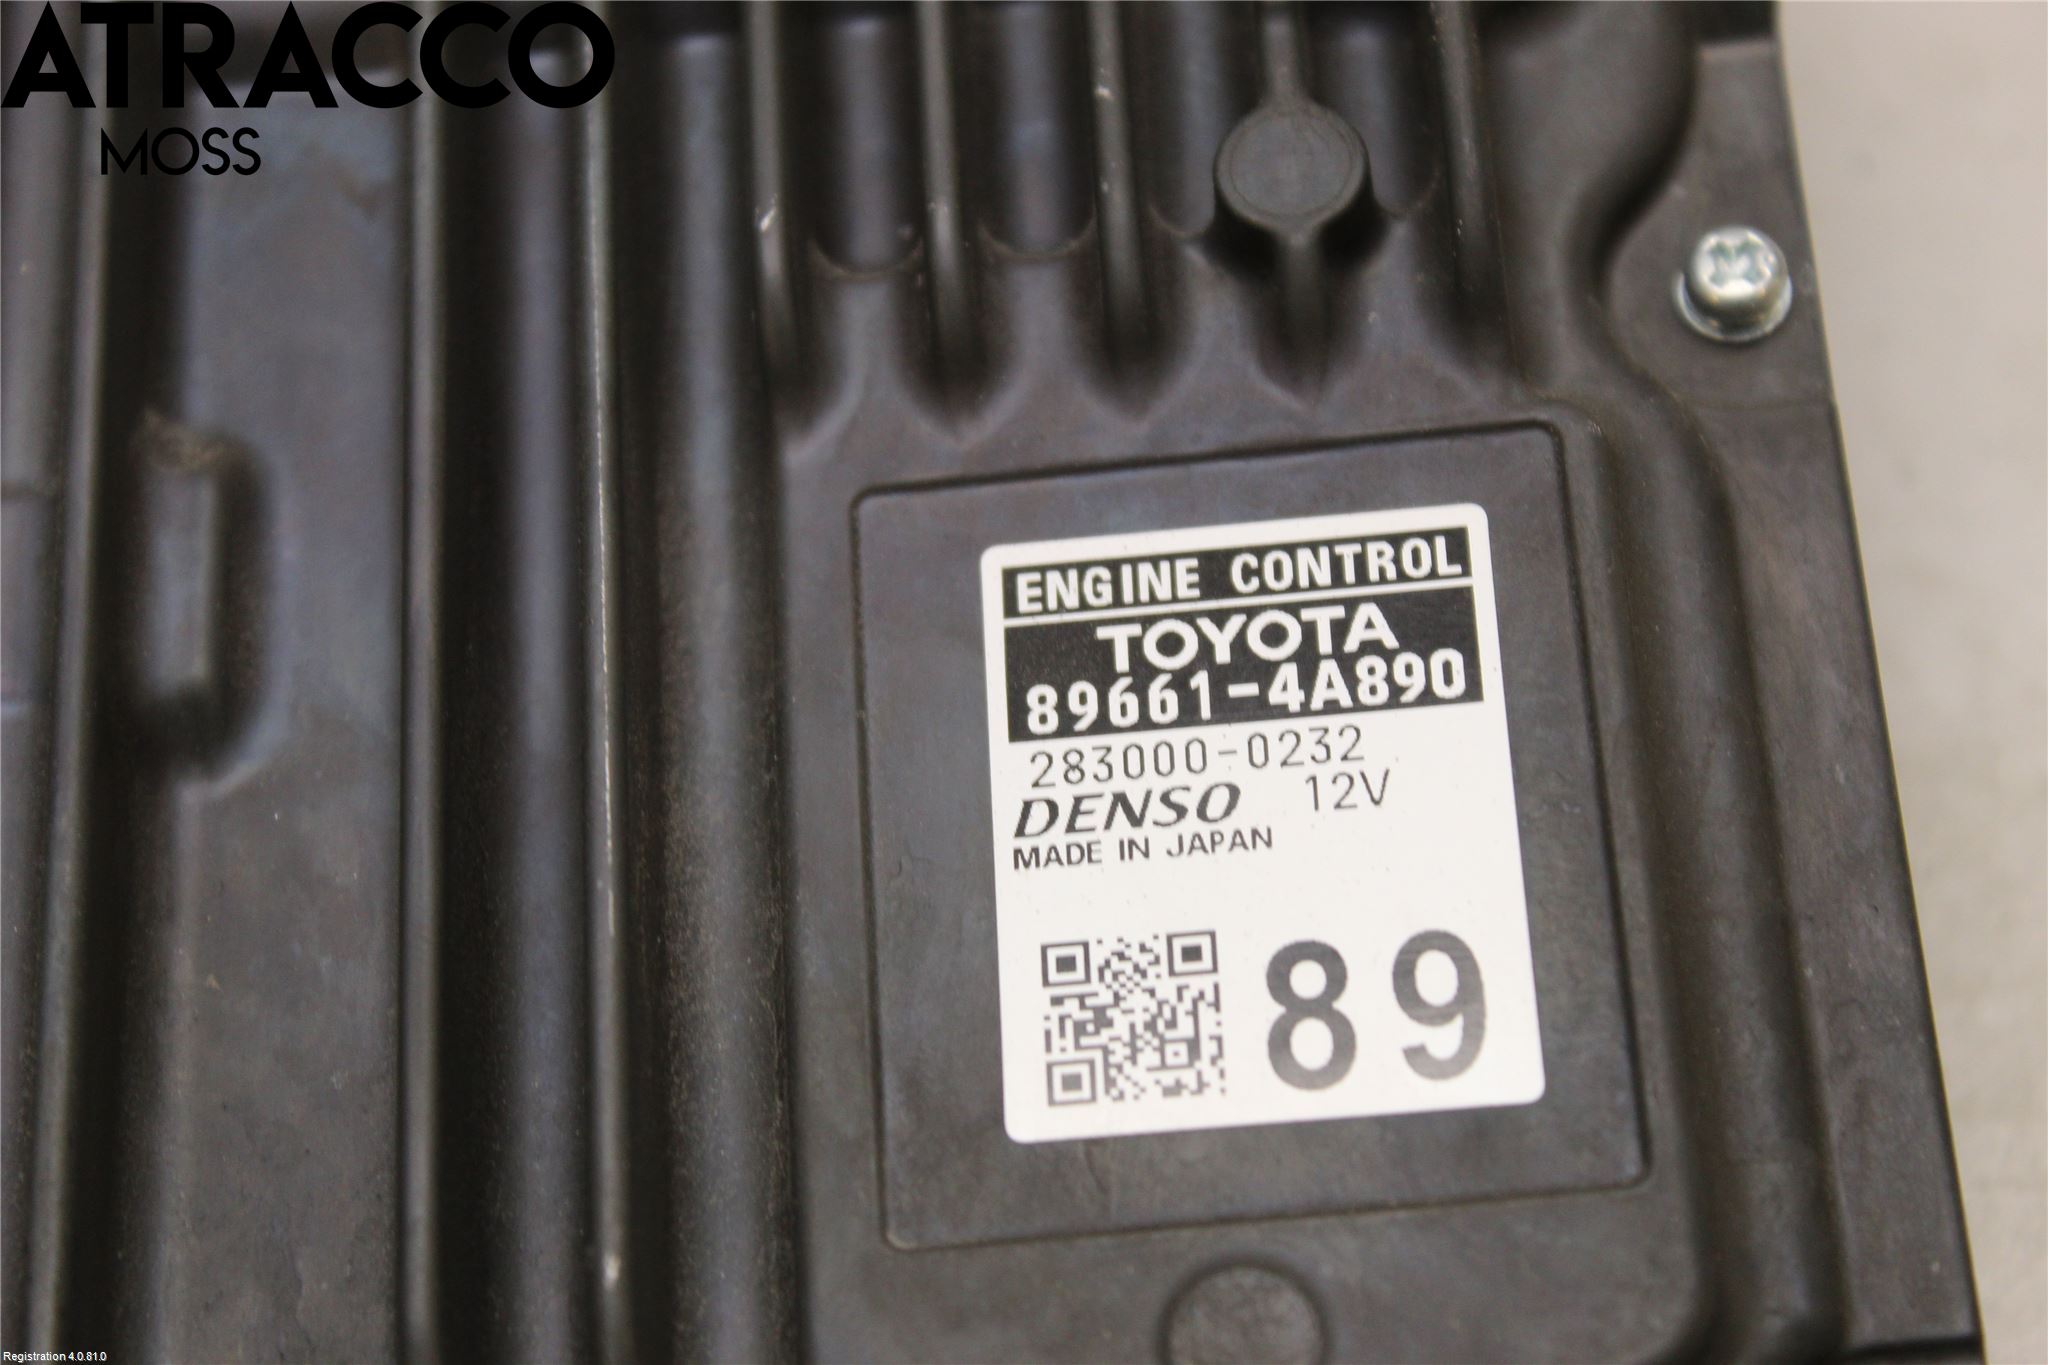 ATRACCO
MOSS
ENGINE CONTROL
TOYOTA
89661-4A890
283000-0232
DENSO 12V
MADE IN JAPAN
89
Registration 4.0.81.0